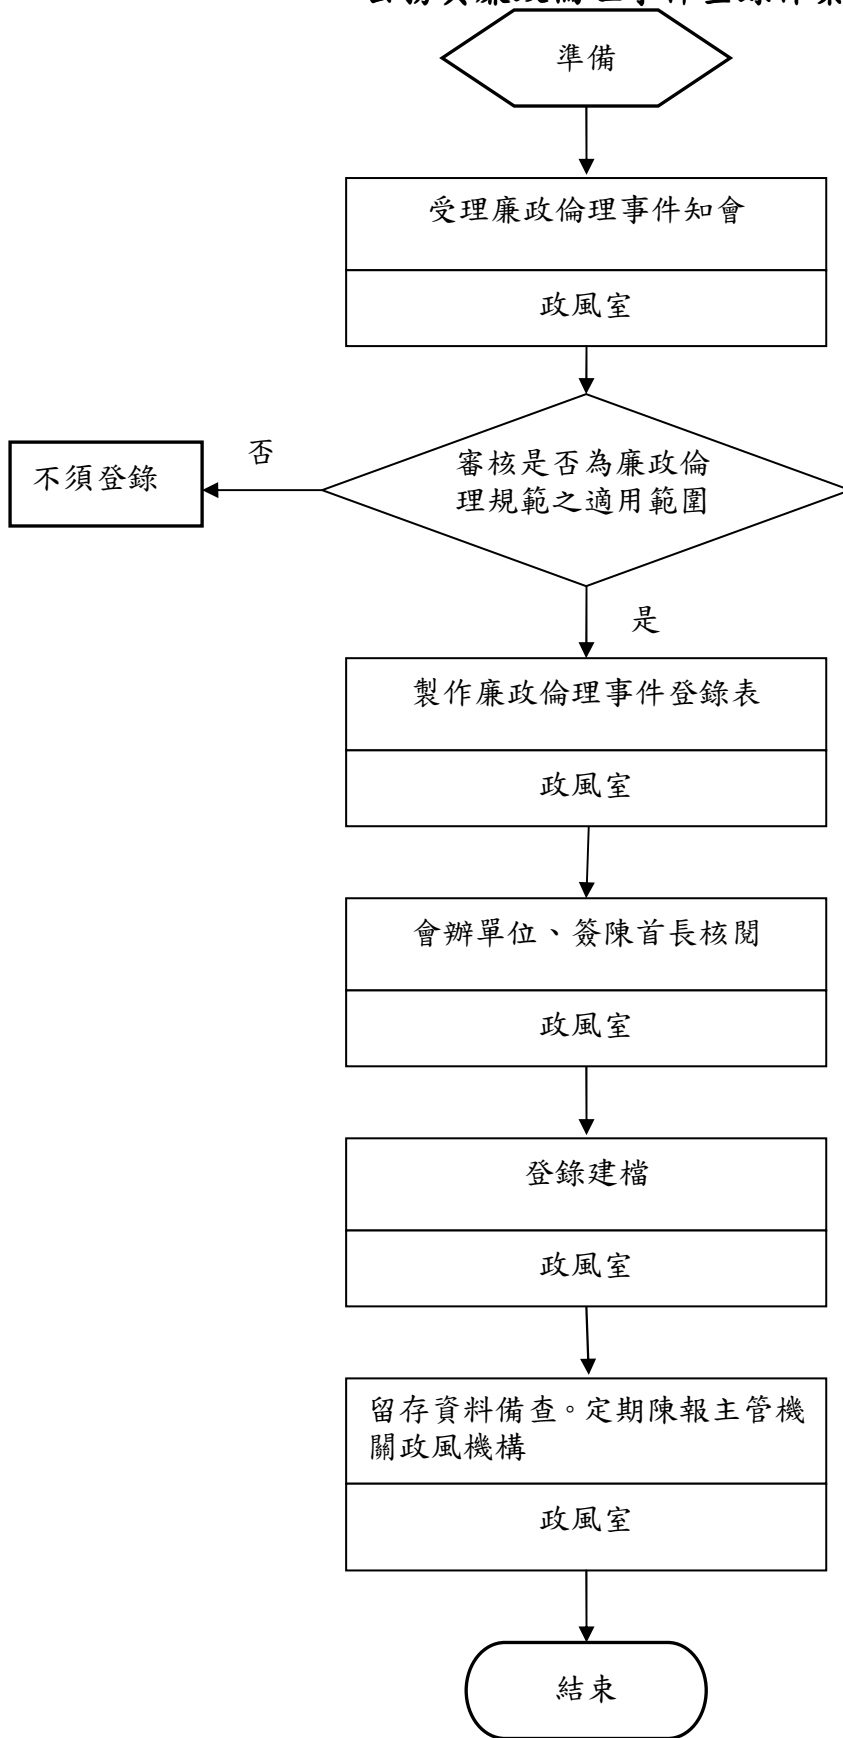 準備
受理廉政倫理事件知會
政風室
審核是否為廉政倫
理規範之適用範圍
否
不須登錄
是
製作廉政倫理事件登錄表
政風室
會辦單位、簽陳首長核閱
政風室
登錄建檔
政風室
留存資料備查。定期陳報主管機
關政風機構
政風室
結束